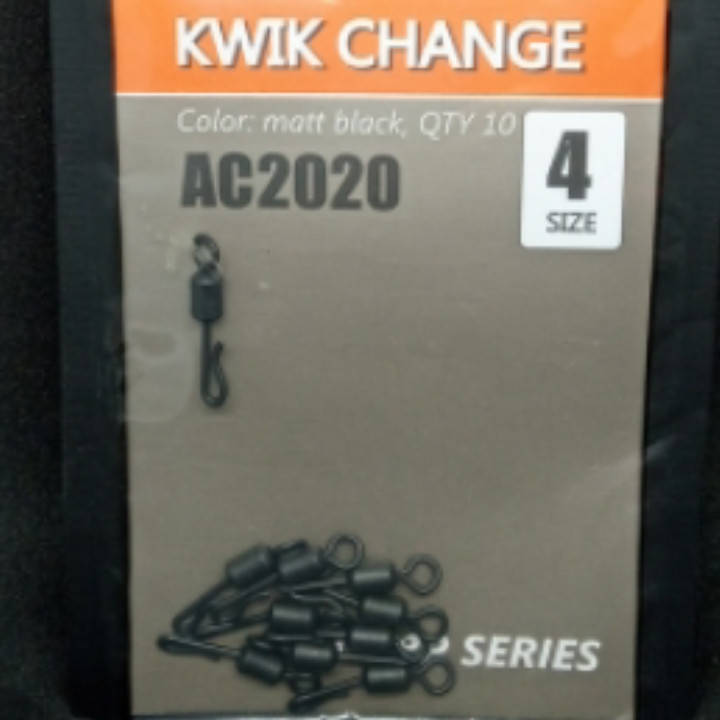 KWIK CHANGE
Color: matt black, QTY 10
4
SIZE
AC2020
SERIES